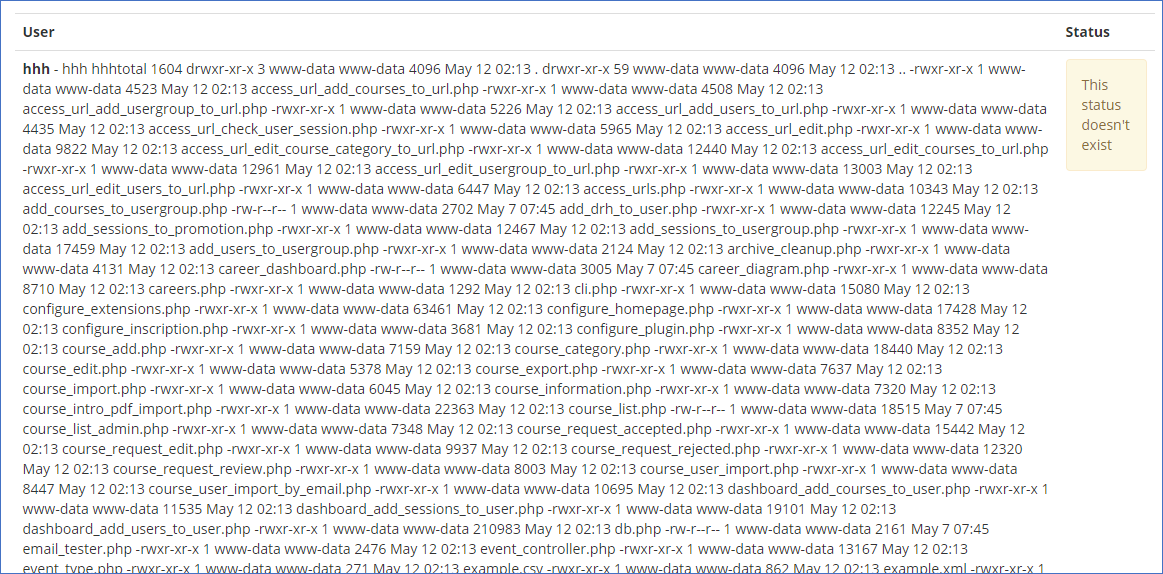 User Status
hhh - hhh hhhtotal 1604 drwxr-xr-x 3 www-data www-data 4096 May 12 02:13 . drwxr-xr-x 59 www-data www-data 4096 May 12 02:13 .. -rwxr-xr-x 1 www-
data www-data 4523 May 12 02:13 access_url_add_courses_to_url.php -rwxr-xr-x 1 www-data www-data 4508 May 12 02:13
access_url_add_usergroup_to_url.php -rwxr-xr-x 1 www-data www-data 5226 May 12 02:13 access_url_add_users_to_url.php -rwxr-xr-x 1 www-data www-data
4435 May 12 02:13 access_url_check_user_session.php -rwxr-xr-x 1 www-data www-data 5965 May 12 02:13 access_url_edit.php -rwxr-xr-x 1 www-data www-
data 9822 May 12 02:13 access_url_edit_course_category_to_url.php -rwxr-xr-x 1 www-data www-data 12440 May 12 02:13 access_url_edit_courses_to_url.php
-rwxr-xr-x 1 www-data www-data 12961 May 12 02:13 access_url_edit_usergroup_to_url.php -rwxr-xr-x 1 www-data www-data 13003 May 12 02:13
access_url_edit_users_to_url.php -rwxr-xr-x 1 www-data www-data 6447 May 12 02:13 access_urls.php -rwxr-xr-x 1 www-data www-data 10343 May 12 02:13
add_courses_to_usergroup.php -rw-r--r-- 1 www-data www-data 2702 May 7 07:45 add_drh_to_user.php -rwxr-xr-x 1 www-data www-data 12245 May 12
02:13 add_sessions_to_promotion.php -rwxr-xr-x 1 www-data www-data 12467 May 12 02:13 add_sessions_to_usergroup.php -rwxr-xr-x 1 www-data www-
data 17459 May 12 02:13 add_users_to_usergroup.php -rwxr-xr-x 1 www-data www-data 2124 May 12 02:13 archive_cleanup.php -rwxr-xr-x 1 www-data
www-data 4131 May 12 02:13 career_dashboard.php -rw-r--r-- 1 www-data www-data 3005 May 7 07:45 career_diagram.php -rwxr-xr-x 1 www-data www-data
8710 May 12 02:13 careers.php -rwxr-xr-x 1 www-data www-data 1292 May 12 02:13 cli.php -rwxr-xr-x 1 www-data www-data 15080 May 12 02:13
configure_extensions.php -rwxr-xr-x 1 www-data www-data 63461 May 12 02:13 configure_homepage.php -rwxr-xr-x 1 www-data www-data 17428 May 12
02:13 configure_inscription.php -rwxr-xr-x 1 www-data www-data 3681 May 12 02:13 configure_plugin.php -rwxr-xr-x 1 www-data www-data 8352 May 12
02:13 course_add.php -rwxr-xr-x 1 www-data www-data 7159 May 12 02:13 course_category.php -rwxr-xr-x 1 www-data www-data 18440 May 12 02:13
course_edit.php -rwxr-xr-x 1 www-data www-data 5378 May 12 02:13 course_export.php -rwxr-xr-x 1 www-data www-data 7637 May 12 02:13
course_import.php -rwxr-xr-x 1 www-data www-data 6045 May 12 02:13 course_information.php -rwxr-xr-x 1 www-data www-data 7320 May 12 02:13
course_intro_pdf_import.php -rwxr-xr-x 1 www-data www-data 22363 May 12 02:13 course_list.php -rw-r--r-- 1 www-data www-data 18515 May 7 07:45
course_list_admin.php -rwxr-xr-x 1 www-data www-data 7348 May 12 02:13 course_request_accepted.php -rwxr-xr-x 1 www-data www-data 15442 May 12
02:13 course_request_edit.php -rwxr-xr-x 1 www-data www-data 9937 May 12 02:13 course_request_rejected.php -rwxr-xr-x 1 www-data www-data 12320
May 12 02:13 course_request_review.php -rwxr-xr-x 1 www-data www-data 8003 May 12 02:13 course_user_import.php -rwxr-xr-x 1 www-data www-data
8447 May 12 02:13 course_user_import_by_email.php -rwxr-xr-x 1 www-data www-data 10695 May 12 02:13 dashboard_add_courses_to_user.php -rwxr-xr-x 1
www-data www-data 11535 May 12 02:13 dashboard_add_sessions_to_user.php -rwxr-xr-x 1 www-data www-data 19101 May 12 02:13
dashboard_add_users_to_user.php -rwxr-xr-x 1 www-data www-data 210983 May 12 02:13 db.php -rw-r--r-- 1 www-data www-data 2161 May 7 07:45
email_tester.php -rwxr-xr-x 1 www-data www-data 2476 May 12 02:13 event_controller.php -rwxr-xr-x 1 www-data www-data 13167 May 12 02:13
event_type.php -rwxr-xr-x 1 www-data www-data 271 May 12 02:13 example.csv -rwxr-xr-x 1 www-data www-data 862 May 12 02:13 example.xml -rwxr-xr-x 1
This
status
doesn't
exist